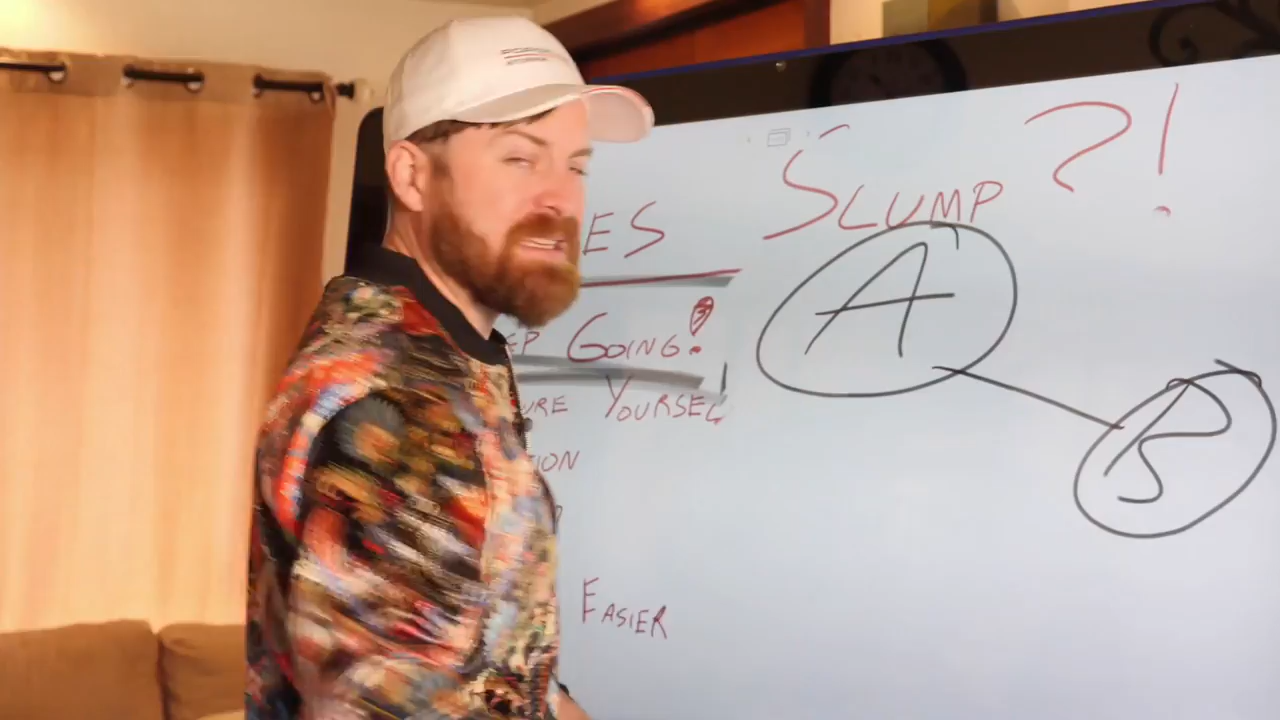 ES SLUMP?!
EP GOING!
URE YOURSEL
ION
EASIER
A
B